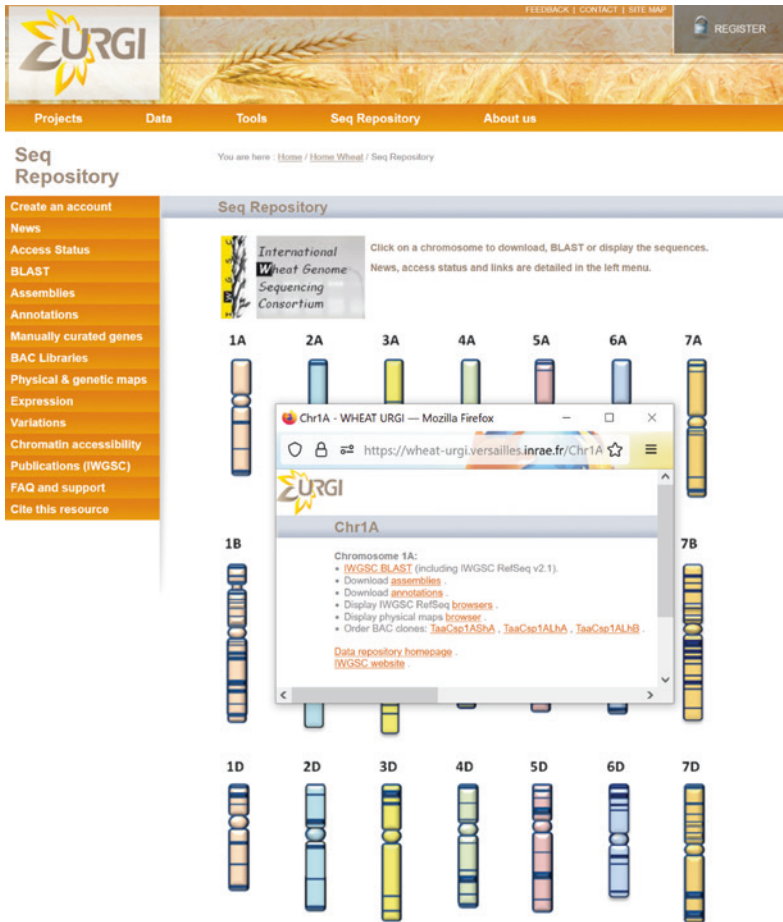 FEEDBACK | CONTACT | SITE MAP
URGI
REGISTER
Projects Data Tools Seq Repository About us
Seq
Repository
You are here : Home / Home Wheat / Seq Repository
Create an account
News
Access Status
BLAST
Assemblies
Annotations
Manually curated genes
BAC Libraries
Physical & genetic maps
Expression
Variations
Chromatin accessibility
Publications (IWGSC)
FAQ and support
Cite this resource
Seq Repository
International
Wheat Genome
Sequencing
Consortium
Click on a chromosome to download, BLAST or display the sequences.
News, access status and links are detailed in the left menu.
1A 2A 3A 4A 5A 6A 7A
Chr1A - WHEAT URGI — Mozilla Firefox
https://wheat-urgi.versailles.inrae.fr/Chr1A
URGI
Chr1A
Chromosome 1A:
• IWGSC BLAST (including IWGSC RefSeq v2.1).
• Download assemblies .
• Download annotations .
• Display IWGSC RefSeq browsers .
• Display physical maps browser .
• Order BAC clones: TaaCsp1AShA , TaaCsp1ALhA , TaaCsp1ALhB .
Data repository homepage .
IWGSC website .
1B 7B
1D 2D 3D 4D 5D 6D 7D